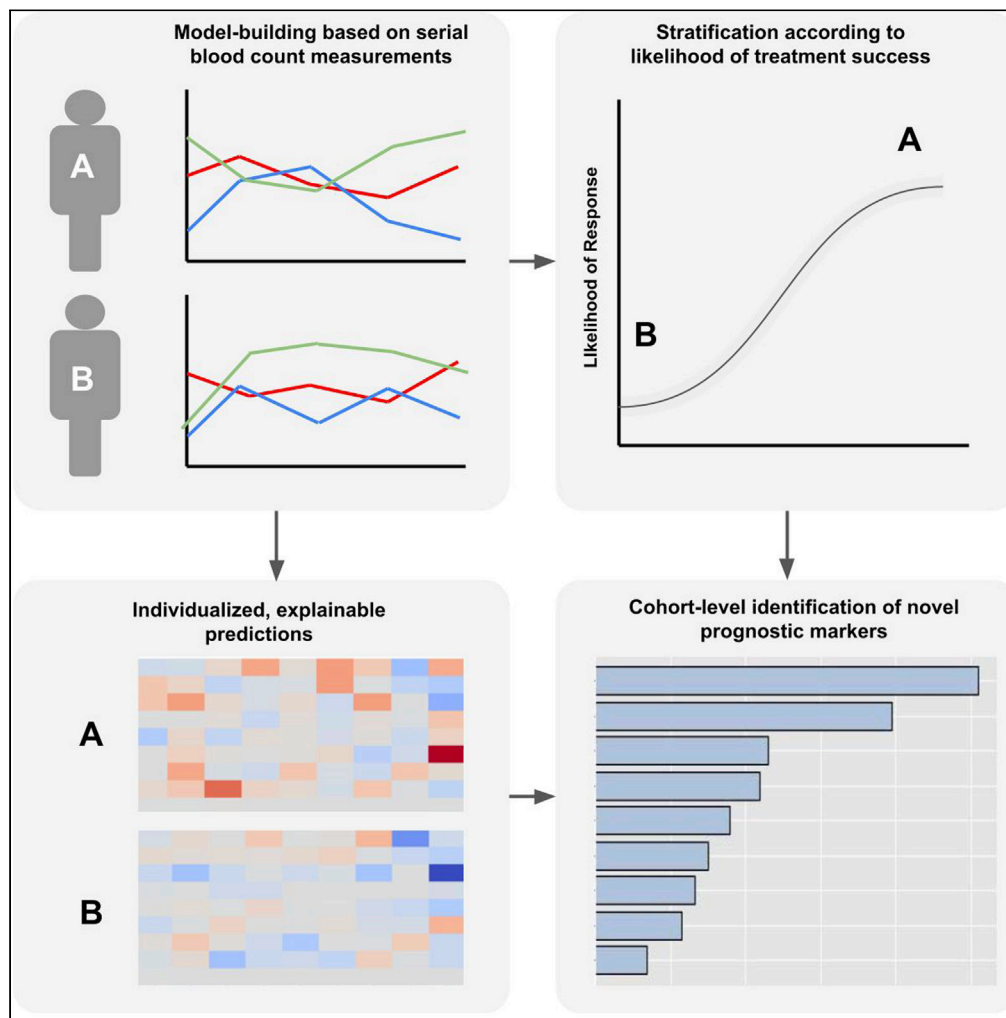 Model-building based on serial
blood count measurements
A
B
Stratification according to
likelihood of treatment success
Likelihood of Response
A
B
Individualized, explainable
predictions
A
B
Cohort-level identification of novel
prognostic markers